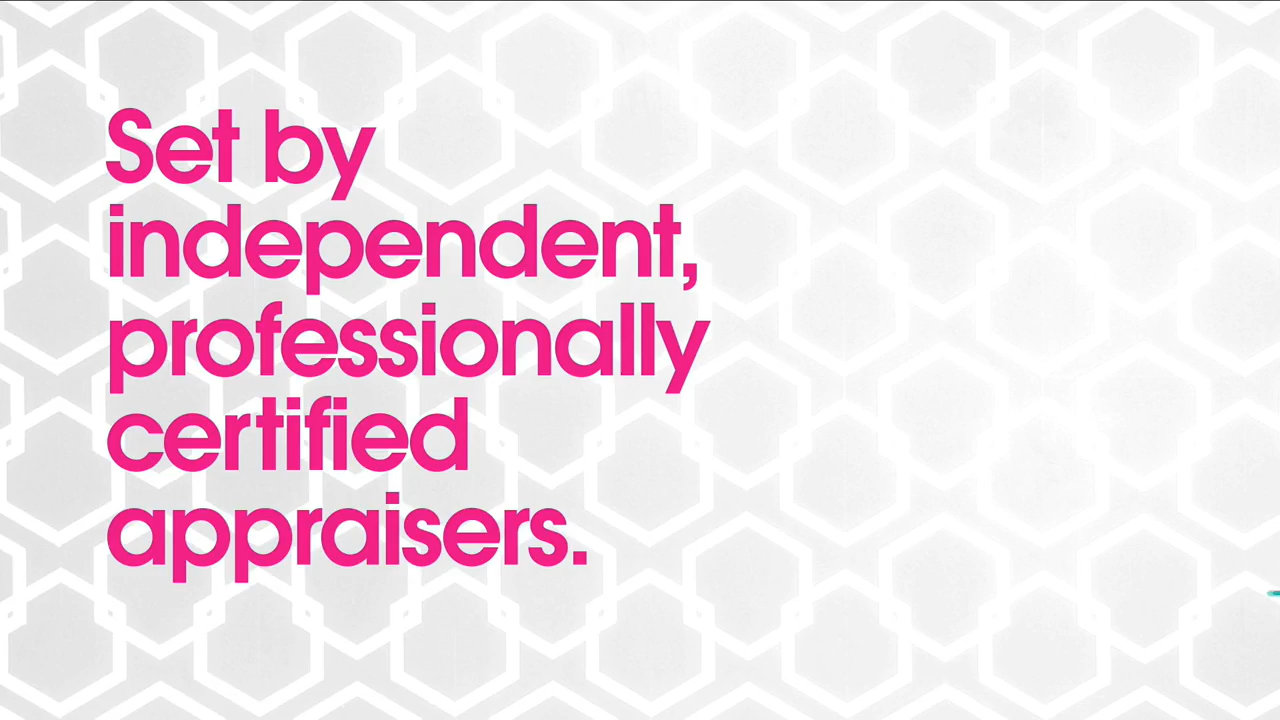 Set by
independent,
professionally
certified
appraisers.